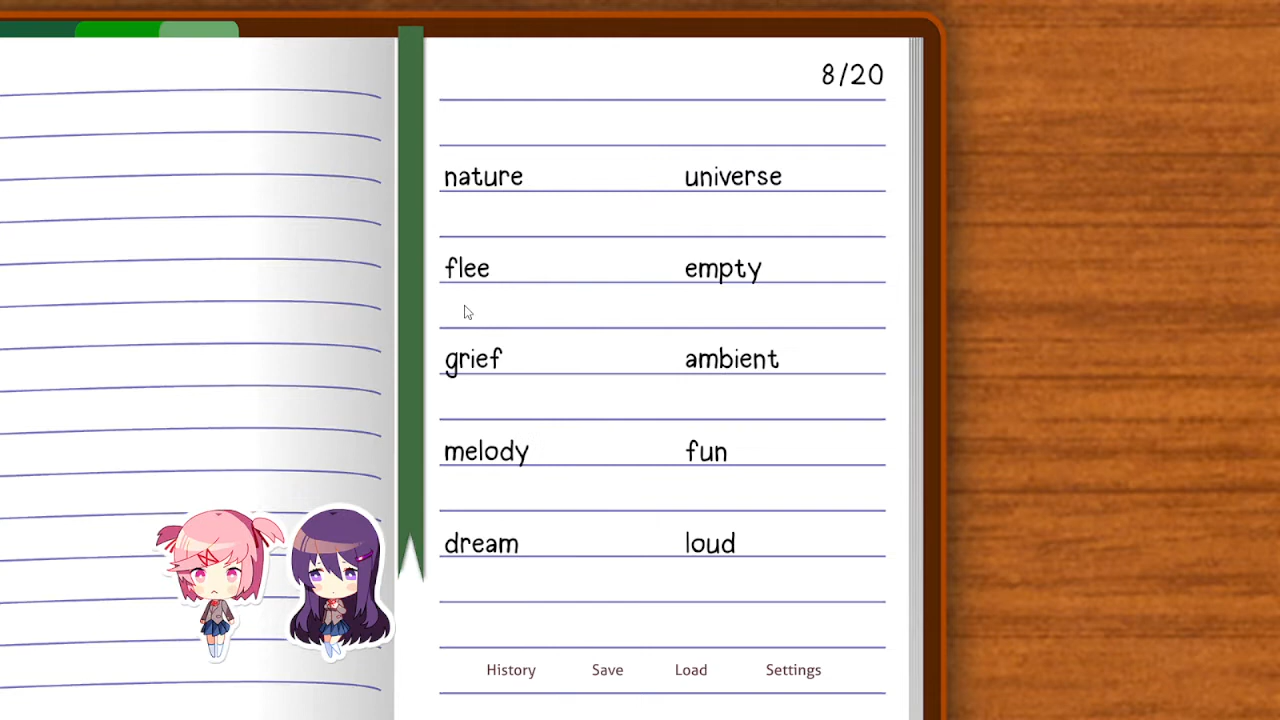 8/20
nature universe
flee empty
grief ambient
melody fun
dream loud
History Save Load Settings